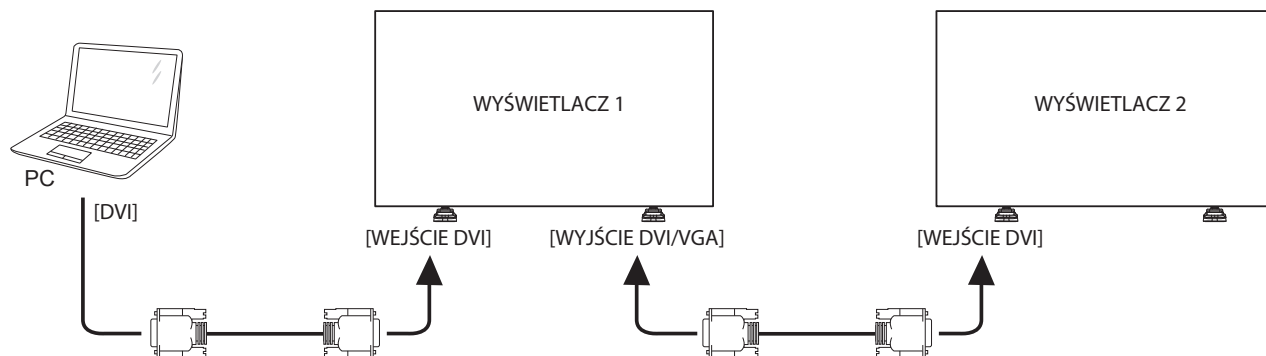 WYŚWIETLACZ 1
WYŚWIETLACZ 2
PC
[DVI]
[WEJŚCIE DVI]
[WYJŚCIE DVI/VGA]
[WEJŚCIE DVI]